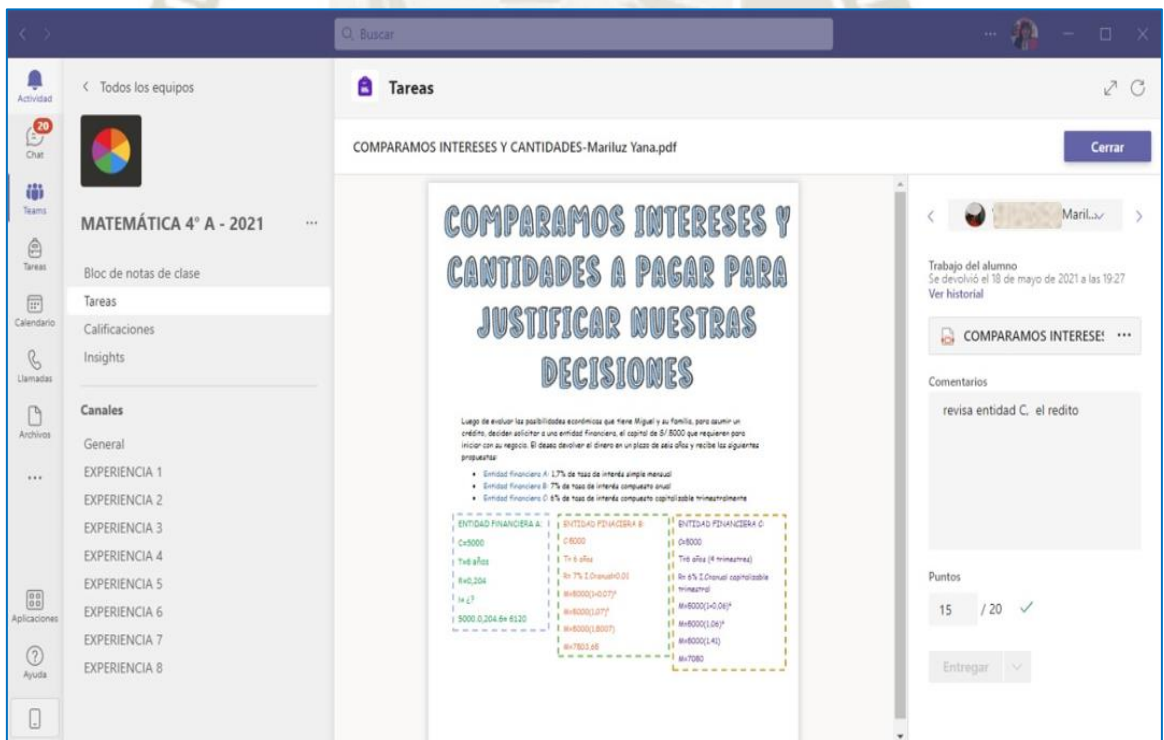 Buscar
Actividad
20
Chat
Teams
Tareas
Calendario
Llamadas
Archivos
Aplicaciones
Ayuda
Todos los equipos
MATEMÁTICA 4° A - 2021
Bloc de notas de clase
Tareas
Calificaciones
Insights
Canales
General
EXPERIENCIA 1
EXPERIENCIA 2
EXPERIENCIA 3
EXPERIENCIA 4
EXPERIENCIA 5
EXPERIENCIA 6
EXPERIENCIA 7
EXPERIENCIA 8
Tareas
COMPARAMOS INTERESES Y CANTIDADES-Mariluz Yana.pdf
Cerrar
COMPARAMOS INTERESES Y
CANTIDADES A PAGAR PARA
JUSTIFICAR NUESTRAS
DECISIONES
Luego de evaluar las posibilidades económicas que tiene Miguel y su familia, para asumir un
crédito, deciden solicitar a una entidad financiera, el capital de S/.5000 que requieren para
iniciar con su negocio. Él desea devolver el dinero en un plazo de seis años y recibe las siguientes
propuestas:
Entidad financiera A: 1,7% de tasa de interés simple mensual
Entidad financiera B: 7% de tasa de interés compuesto anual
Entidad financiera C: 6% de tasa de interés compuesto capitalizable trimestralmente
ENTIDAD FINANCIERA A:
C=5000
T=6 años
R=0,204
I= ¿?
5000.0,204.6= 6120
ENTIDAD FINACIERA B:
C:5000
T= 6 años
M=5000(1+0,07)⁶
M=5000(1,07)⁶
M=5000(1.5007)
M=7503,65
ENTIDAD FINANCIERA C:
C=5000
T=6 años (4 trimestres)
trimestral
M=5000(1+0,06)⁶
M=5000(1,06)⁶
M=5000(1.41)
M=7050
Maril...
Trabajo del alumno
Se devolvió el 18 de mayo de 2021 a las 19:27
Ver historial
COMPARAMOS INTERESES
Comentarios
revisa entidad C, el redito
Puntos
15 / 20
Entregar